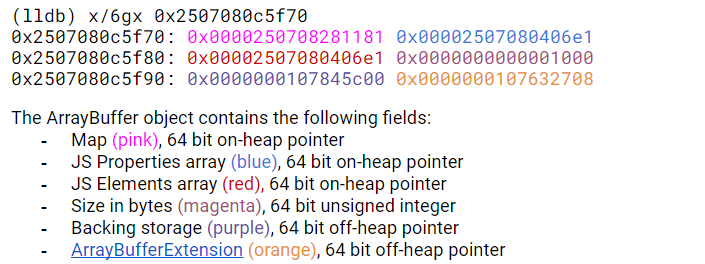 (lldb) x/6gx 0x2507080c5f70
0x2507080c5f70: 0x0000250708281181 0x00002507080406e1
0x2507080c5f80: 0x00002507080406e1 0x0000000000001000
0x2507080c5f90: 0x0000000107845c00 0x0000000107632708
The ArrayBuffer object contains the following fields:
- Map (pink), 64 bit on-heap pointer
- JS Properties array (blue), 64 bit on-heap pointer
- JS Elements array (red), 64 bit on-heap pointer
- Size in bytes (magenta), 64 bit unsigned integer
- Backing storage (purple), 64 bit off-heap pointer
- ArrayBufferExtension (orange), 64 bit off-heap pointer